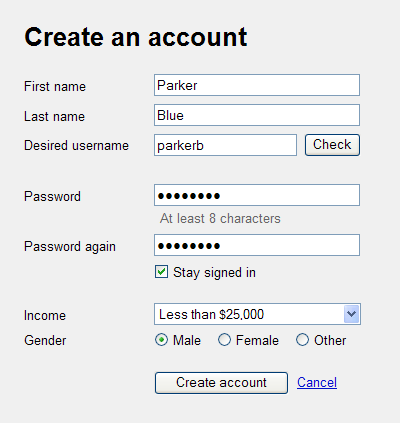 Create an account
First name Parker
Last name Blue
Desired username parkerb Check
Password ●●●●●●●●
At least 8 characters
Password again ●●●●●●●●
Stay signed in
Income Less than $25,000
Gender Male Female Other
Create account Cancel